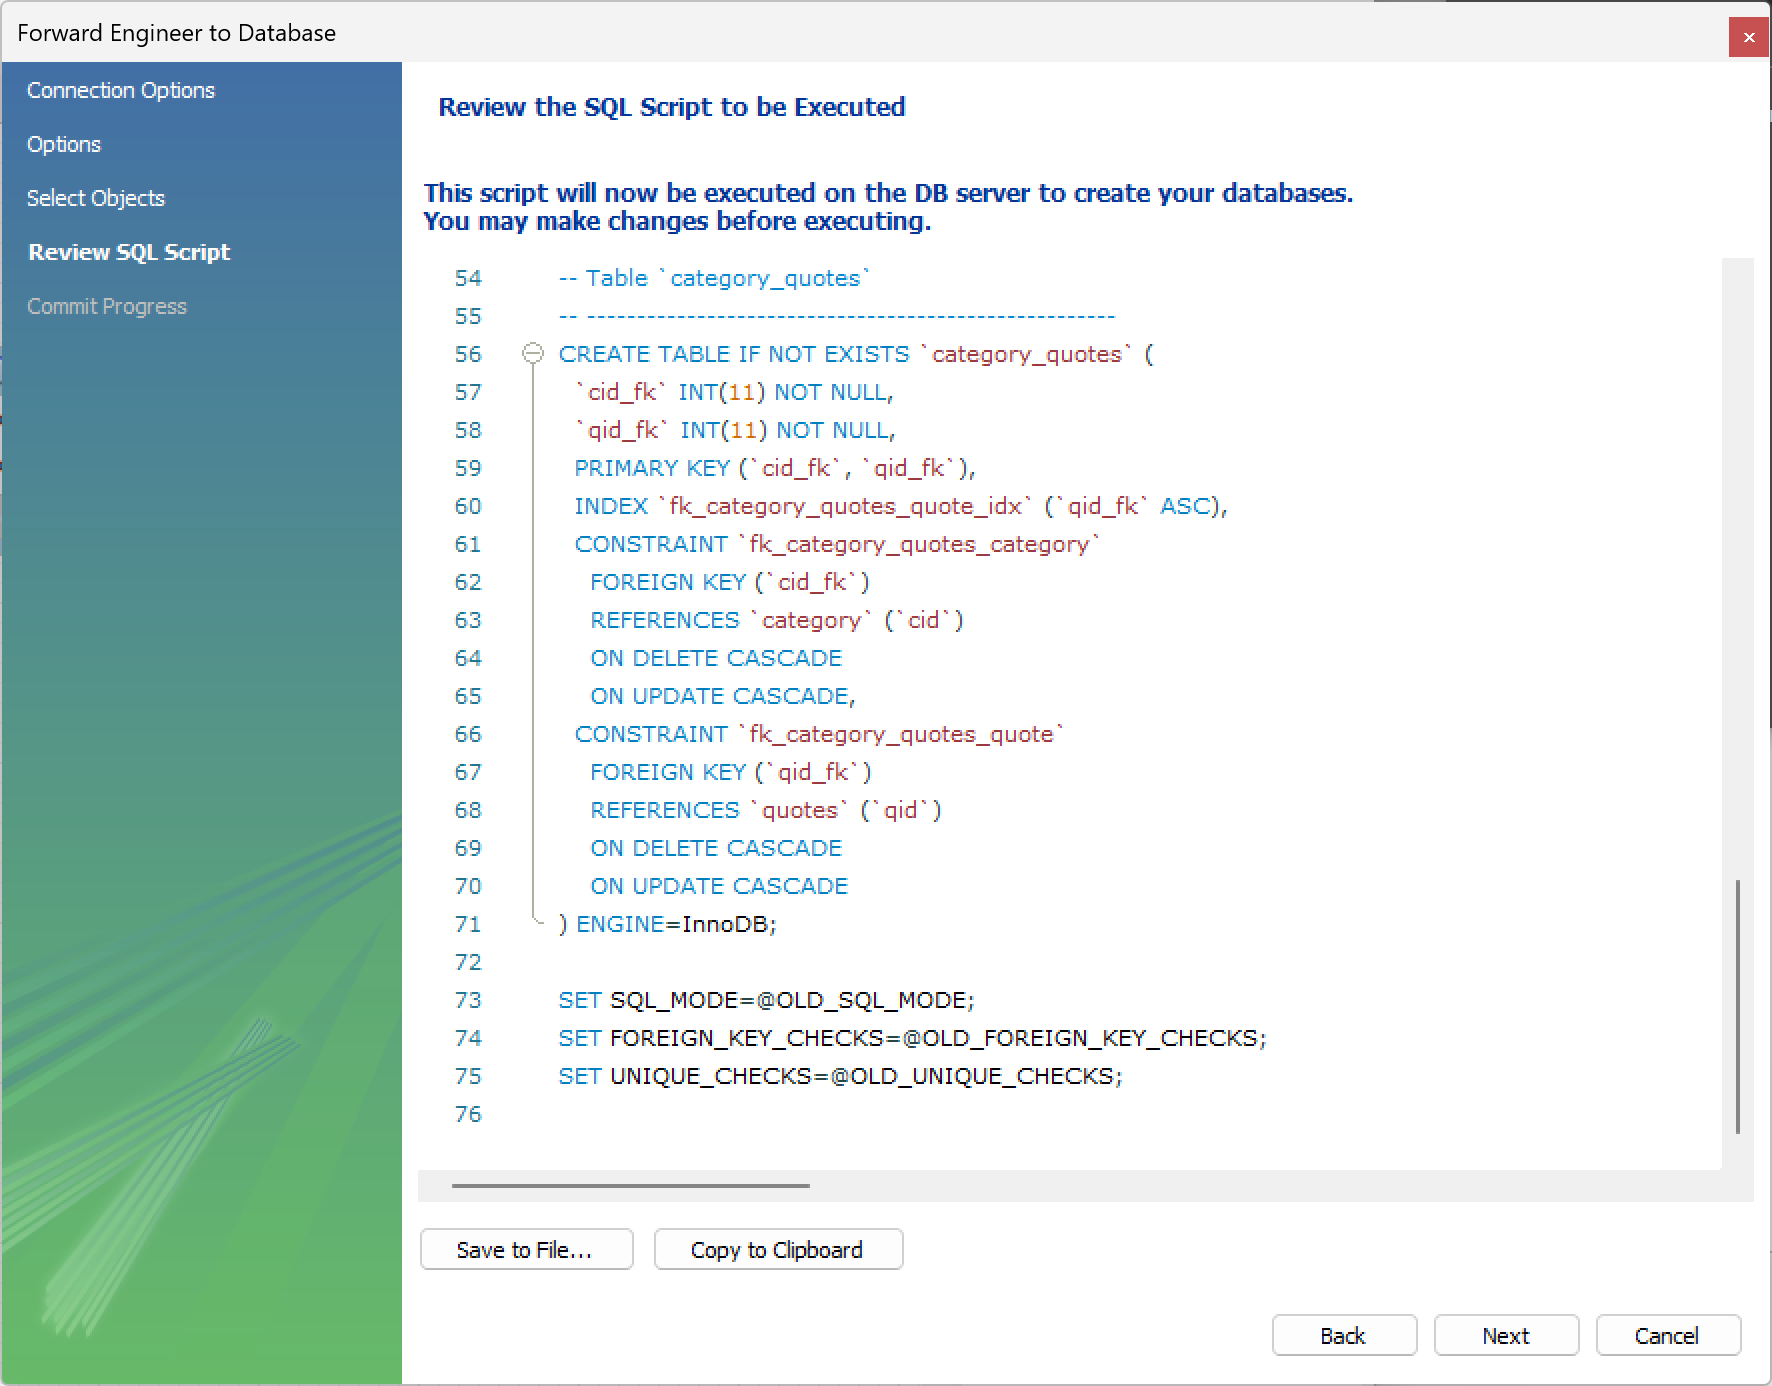 Forward Engineer to Database
Connection Options
Options
Select Objects
Review SQL Script
Commit Progress
Review the SQL Script to be Executed
This script will now be executed on the DB server to create your databases.
You may make changes before executing.
54 -- Table `category_quotes`
55 -- -----------------------------------------------------
56 CREATE TABLE IF NOT EXISTS `category_quotes` (
57 `cid_fk` INT(11) NOT NULL,
58 `qid_fk` INT(11) NOT NULL,
59 PRIMARY KEY (`cid_fk`, `qid_fk`),
60 INDEX `fk_category_quotes_quote_idx` (`qid_fk` ASC),
61 CONSTRAINT `fk_category_quotes_category`
62 FOREIGN KEY (`cid_fk`)
63 REFERENCES `category` (`cid`)
64 ON DELETE CASCADE
65 ON UPDATE CASCADE,
66 CONSTRAINT `fk_category_quotes_quote`
67 FOREIGN KEY (`qid_fk`)
68 REFERENCES `quotes` (`qid`)
69 ON DELETE CASCADE
70 ON UPDATE CASCADE
71 ) ENGINE=InnoDB;
72
73 SET SQL_MODE=@OLD_SQL_MODE;
74 SET FOREIGN_KEY_CHECKS=@OLD_FOREIGN_KEY_CHECKS;
75 SET UNIQUE_CHECKS=@OLD_UNIQUE_CHECKS;
76
Save to File...
Copy to Clipboard
Back
Next
Cancel